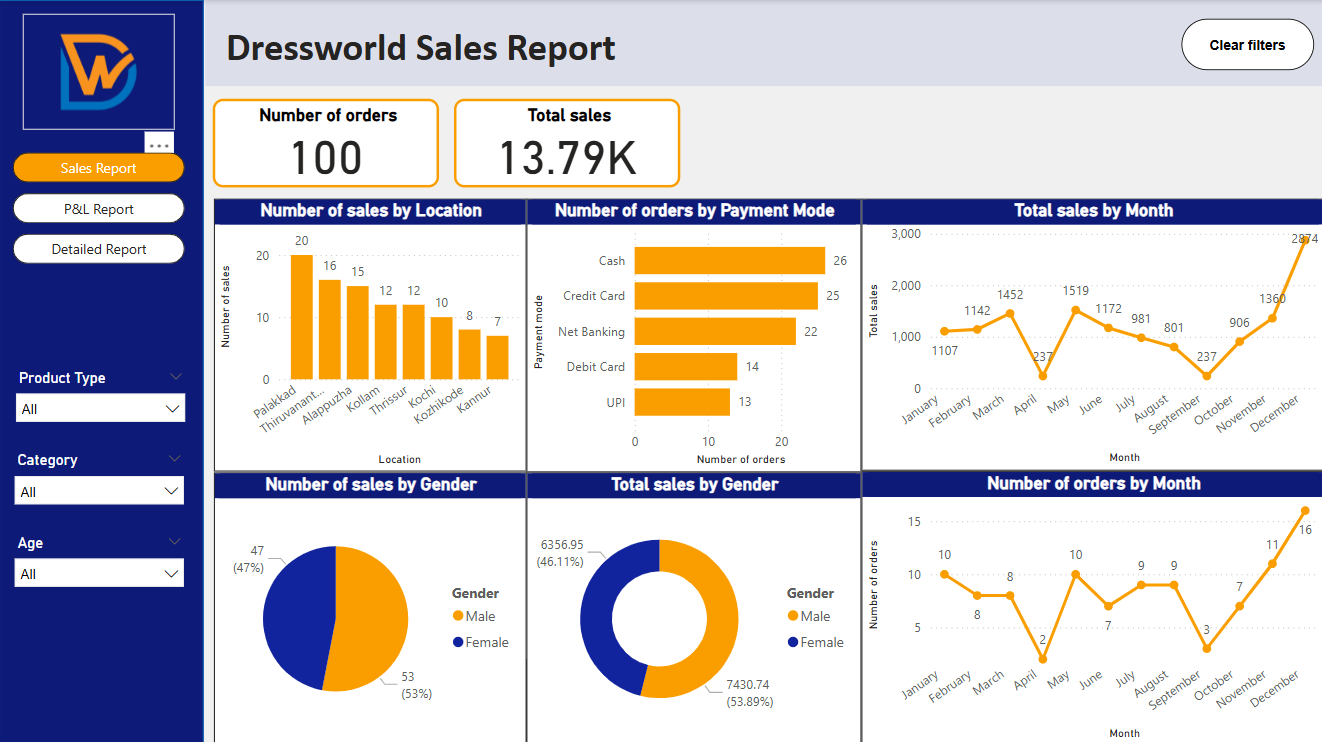 Dressworld Sales Report
Clear filters
DW
...
Sales Report
P&L Report
Detailed Report
Product Type
All
Category
All
Age
All
Number of orders
100
Total sales
13.79K
Number of sales by Location
Number of sales
20
10
0
20
16
15
12
12
10
8
7
Palakkad
Thiruvanant...
Alappuzha
Kollam
Thrissur
Kochi
Kozhikode
Kannur
Location
Number of orders by Payment Mode
Payment mode
Cash
26
Credit Card
25
Net Banking
22
Debit Card
14
UPI
13
0
10
20
Number of orders
Total sales by Month
Total sales
3,000
2,000
1,000
0
1107
1142
1452
237
1519
1172
981
801
237
906
1360
2874
January
February
March
April
May
June
July
August
September
October
November
December
Month
Number of sales by Gender
47
(47%)
53
(53%)
Gender
Male
Female
Total sales by Gender
6356.95
(46.11%)
7430.74
(53.89%)
Gender
Male
Female
Number of orders by Month
Number of orders
15
10
5
10
8
8
2
10
7
9
9
3
7
11
16
January
February
March
April
May
June
July
August
September
October
November
December
Month